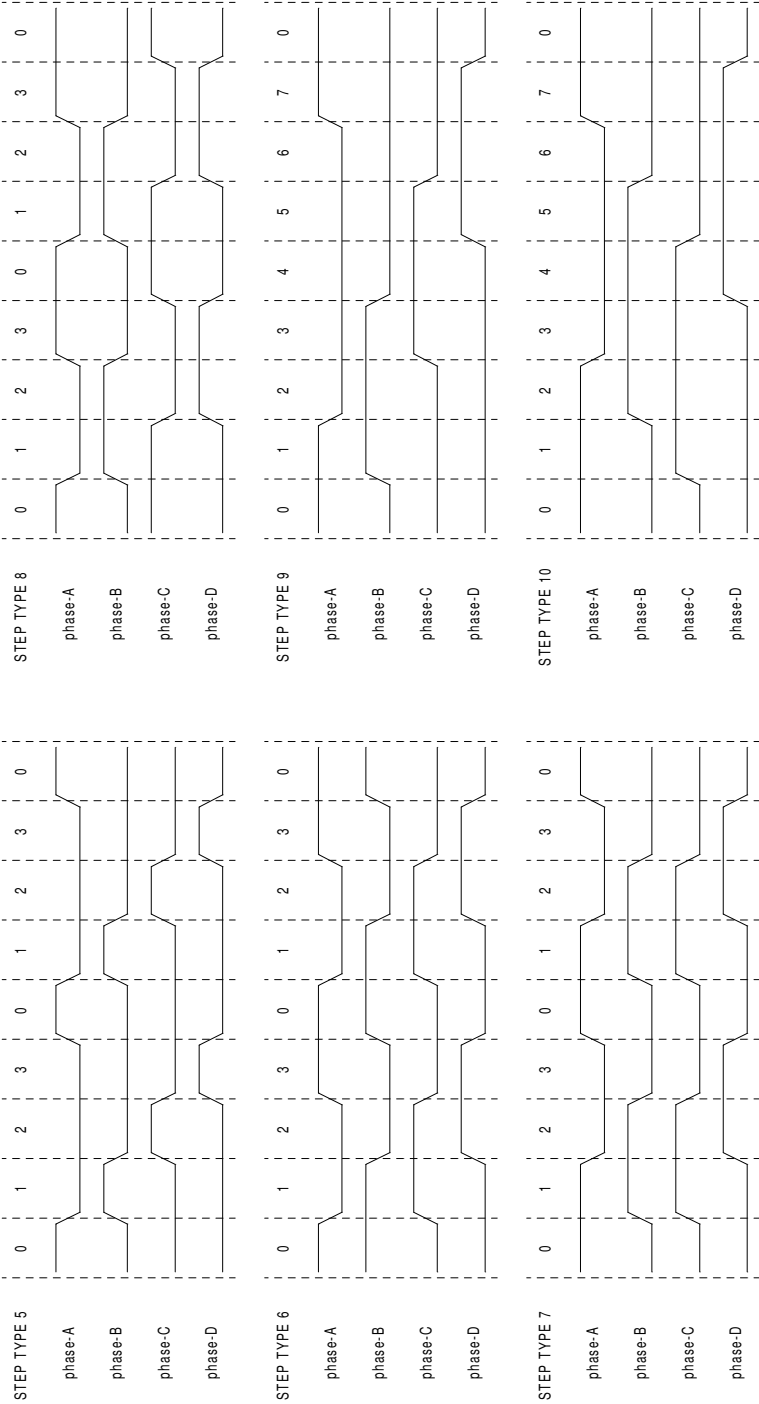 STEP TYPE 5 0 1 2 3 0 1 2 3 0
phase-A
phase-B
phase-C
phase-D
STEP TYPE 6 0 1 2 3 0 1 2 3 0
phase-A
phase-B
phase-C
phase-D
STEP TYPE 7 0 1 2 3 0 1 2 3 0
phase-A
phase-B
phase-C
phase-D
STEP TYPE 8 0 1 2 3 0 1 2 3 0
phase-A
phase-B
phase-C
phase-D
STEP TYPE 9 0 1 2 3 4 5 6 7 0
phase-A
phase-B
phase-C
phase-D
STEP TYPE 10 0 1 2 3 4 5 6 7 0
phase-A
phase-B
phase-C
phase-D